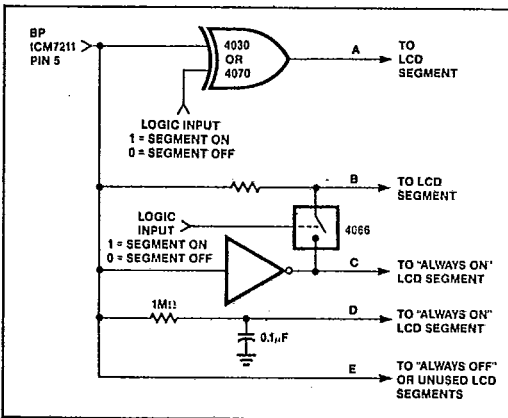 BP
ICM7211
PIN 5
4030
OR
4070
A
TO
LCD
SEGMENT
LOGIC INPUT
1 = SEGMENT ON
0 = SEGMENT OFF
B
TO LCD
SEGMENT
LOGIC
INPUT
1 = SEGMENT ON
0 = SEGMENT OFF
4066
C
TO "ALWAYS ON"
LCD SEGMENT
1MΩ
D
TO "ALWAYS ON"
LCD SEGMENT
0.1µF
E
TO "ALWAYS OFF"
OR UNUSED LCD
SEGMENTS